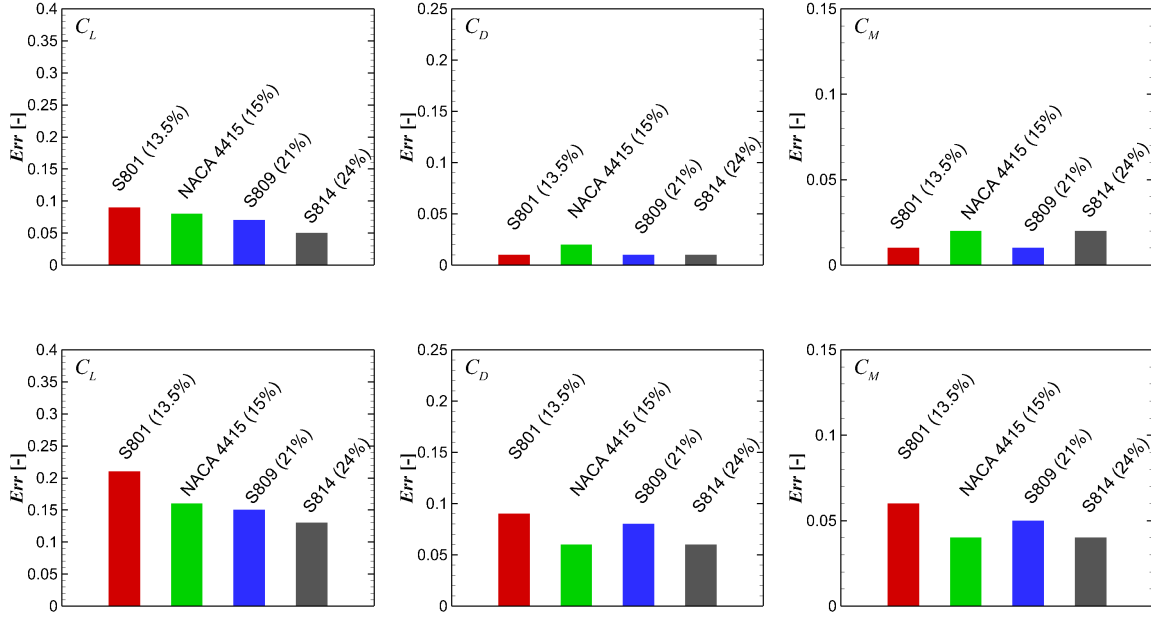 C_L
Err [-]
0.4
0.35
0.3
0.25
0.2
0.15
0.1
0.05
0
S801 (13.5%)
NACA 4415 (15%)
S809 (21%)
S814 (24%)
C_D
Err [-]
0.25
0.2
0.15
0.1
0.05
0
S801 (13.5%)
NACA 4415 (15%)
S809 (21%)
S814 (24%)
C_M
Err [-]
0.15
0.1
0.05
0
S801 (13.5%)
NACA 4415 (15%)
S809 (21%)
S814 (24%)
C_L
Err [-]
0.4
0.35
0.3
0.25
0.2
0.15
0.1
0.05
0
S801 (13.5%)
NACA 4415 (15%)
S809 (21%)
S814 (24%)
C_D
Err [-]
0.25
0.2
0.15
0.1
0.05
0
S801 (13.5%)
NACA 4415 (15%)
S809 (21%)
S814 (24%)
C_M
Err [-]
0.15
0.1
0.05
0
S801 (13.5%)
NACA 4415 (15%)
S809 (21%)
S814 (24%)